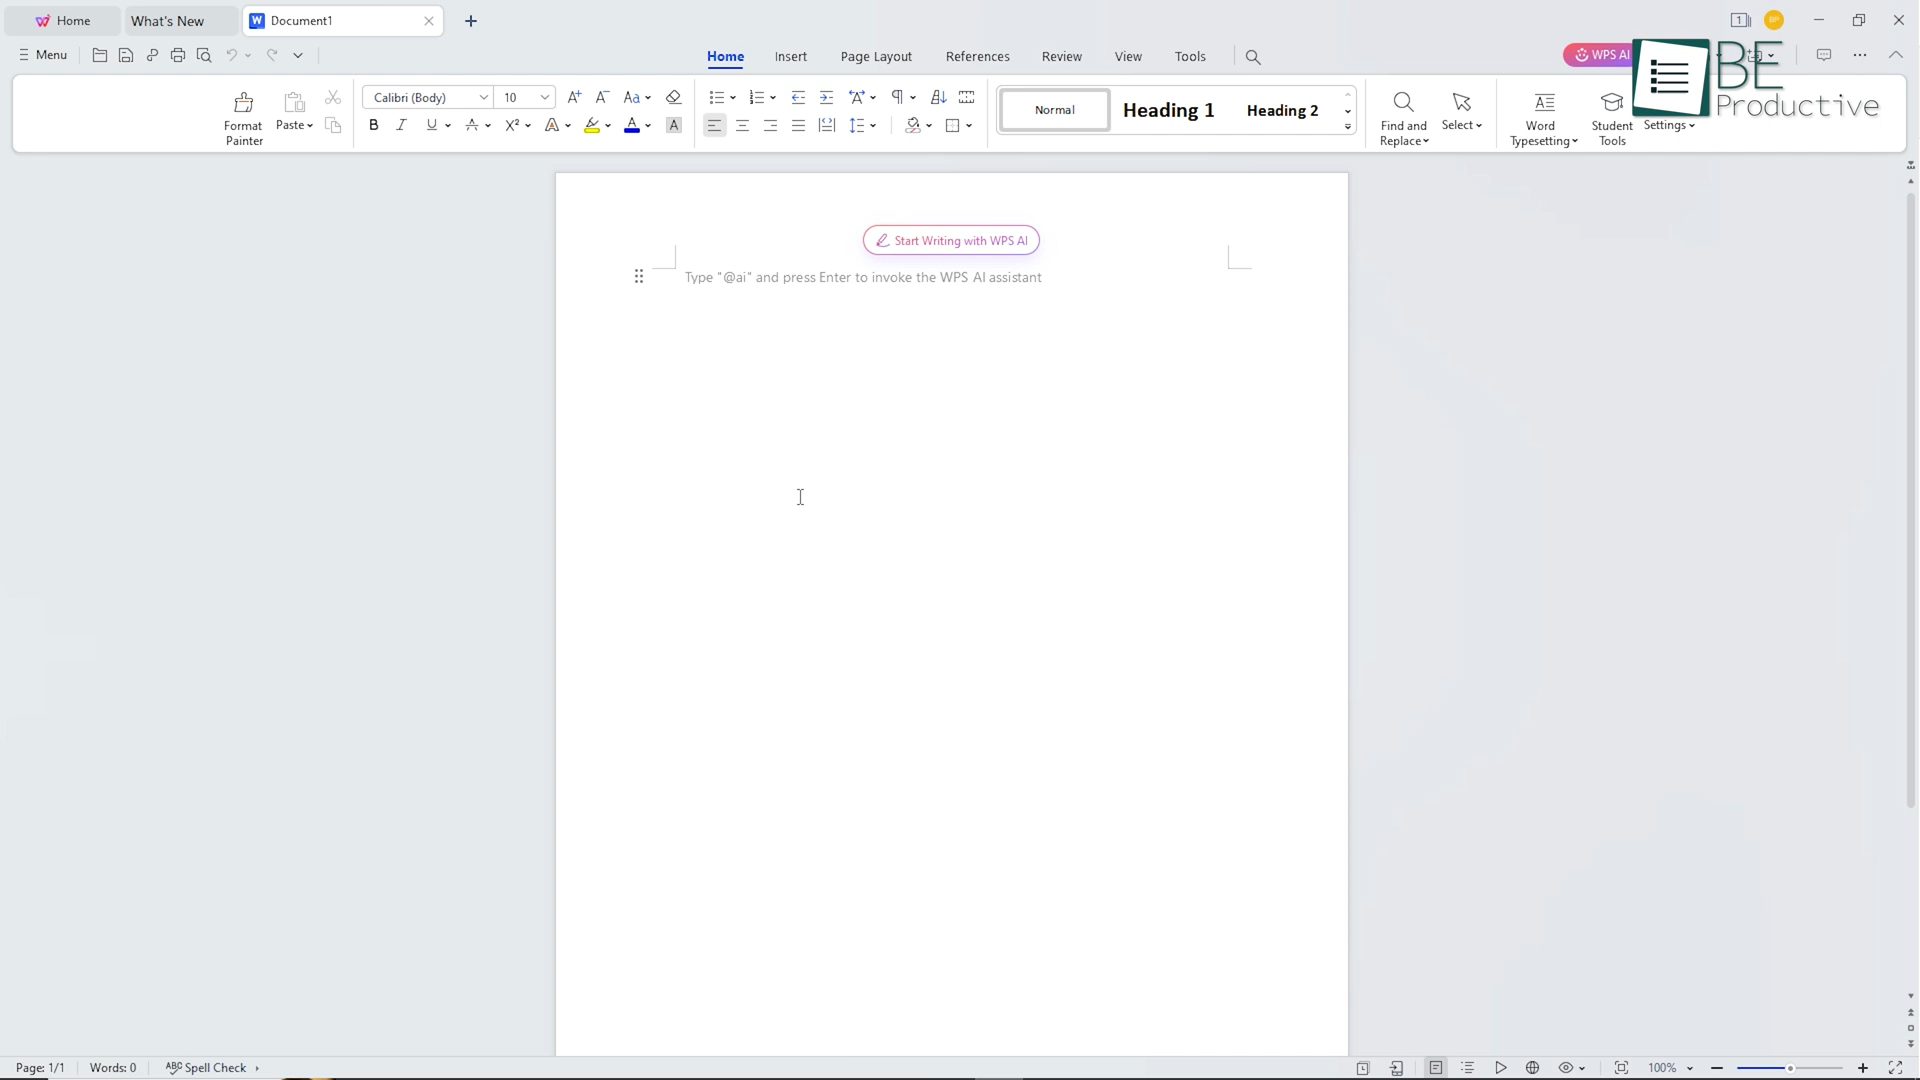 Home
What's New
Document1
1
BP
Menu
Home
Insert
Page Layout
References
Review
View
Tools
WPS AI
BE
Productive
Format
Painter
Paste
Calibri (Body)
10
Normal
Heading 1
Heading 2
Find and
Replace
Select
Word
Typesetting
Student
Tools
Settings
Start Writing with WPS AI
Type "@ai" and press Enter to invoke the WPS AI assistant
Page: 1/1
Words: 0
Spell Check
100%